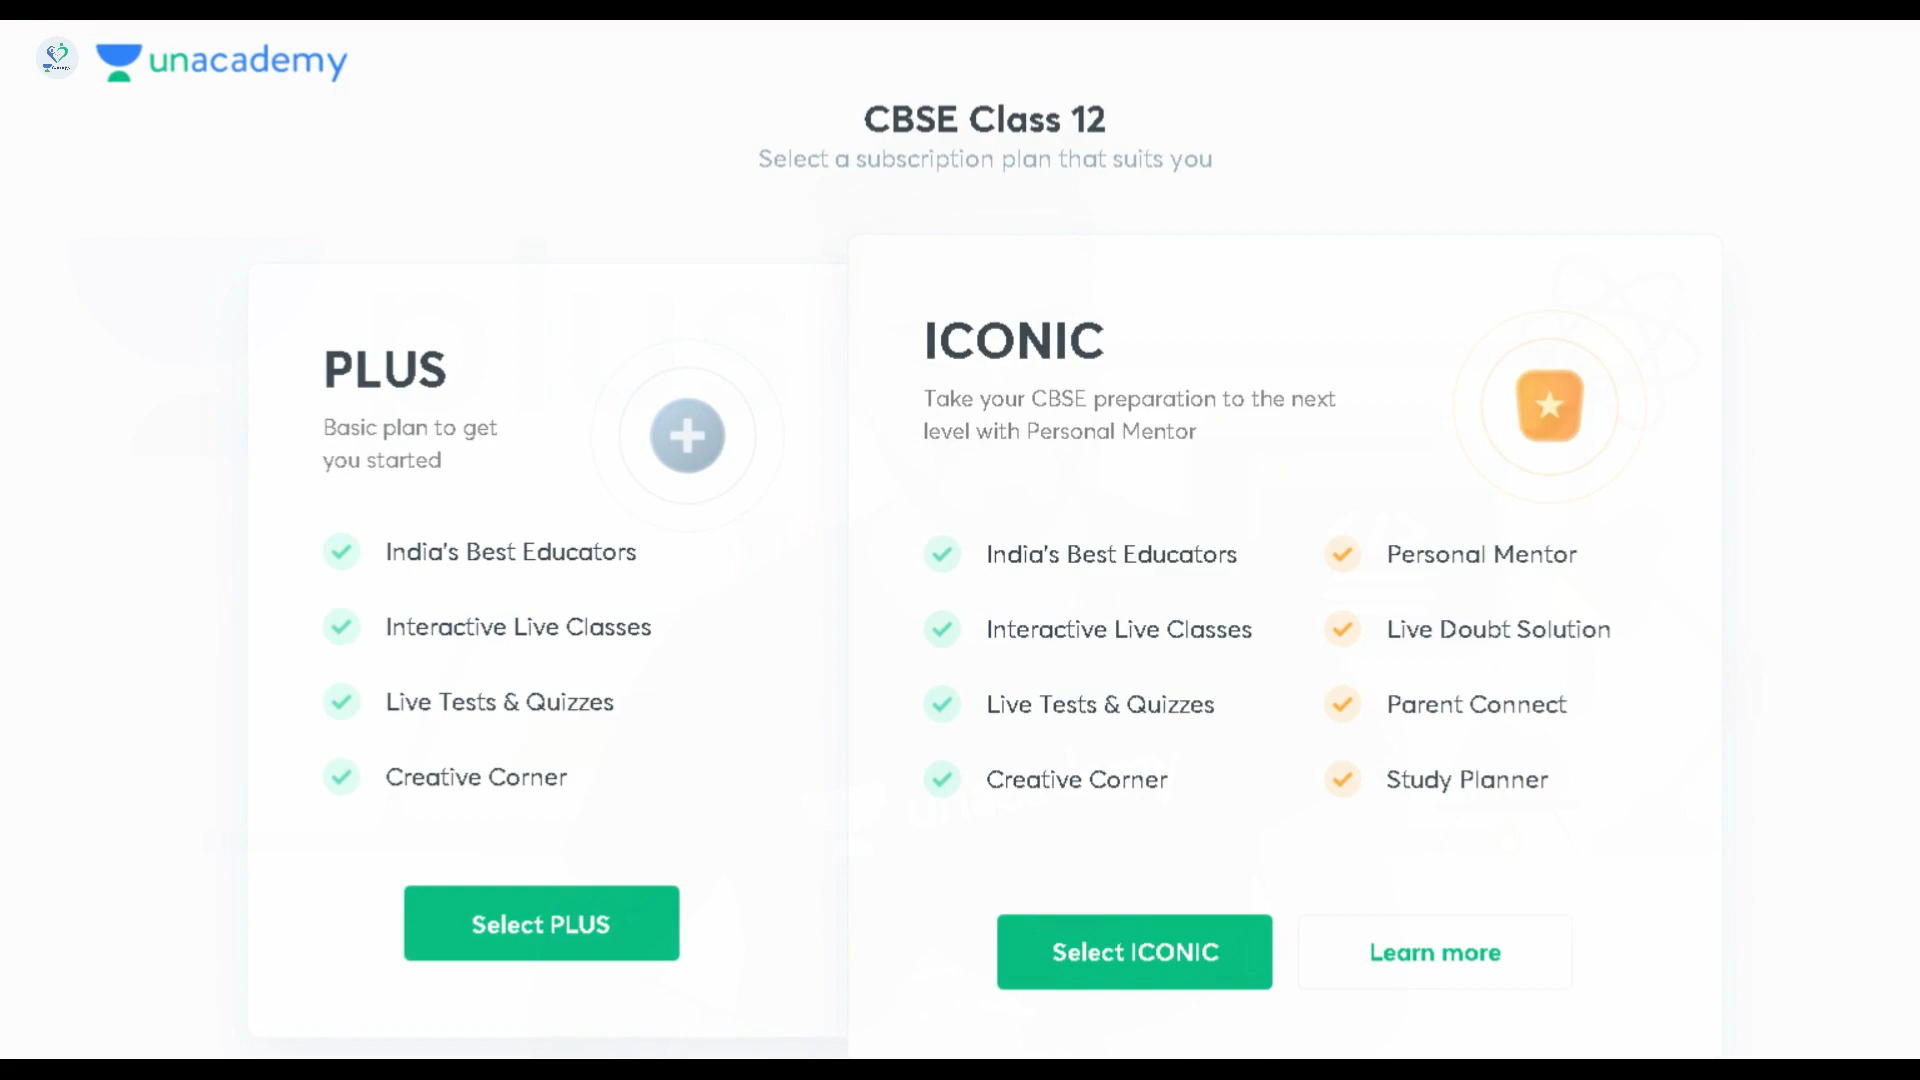 unacademy
CBSE Class 12
Select a subscription plan that suits you
PLUS
Basic plan to get
you started
India's Best Educators
Interactive Live Classes
Live Tests & Quizzes
Creative Corner
Select PLUS
ICONIC
Take your CBSE preparation to the next
level with Personal Mentor
India's Best Educators
Interactive Live Classes
Live Tests & Quizzes
Creative Corner
Personal Mentor
Live Doubt Solution
Parent Connect
Study Planner
Select ICONIC
Learn more